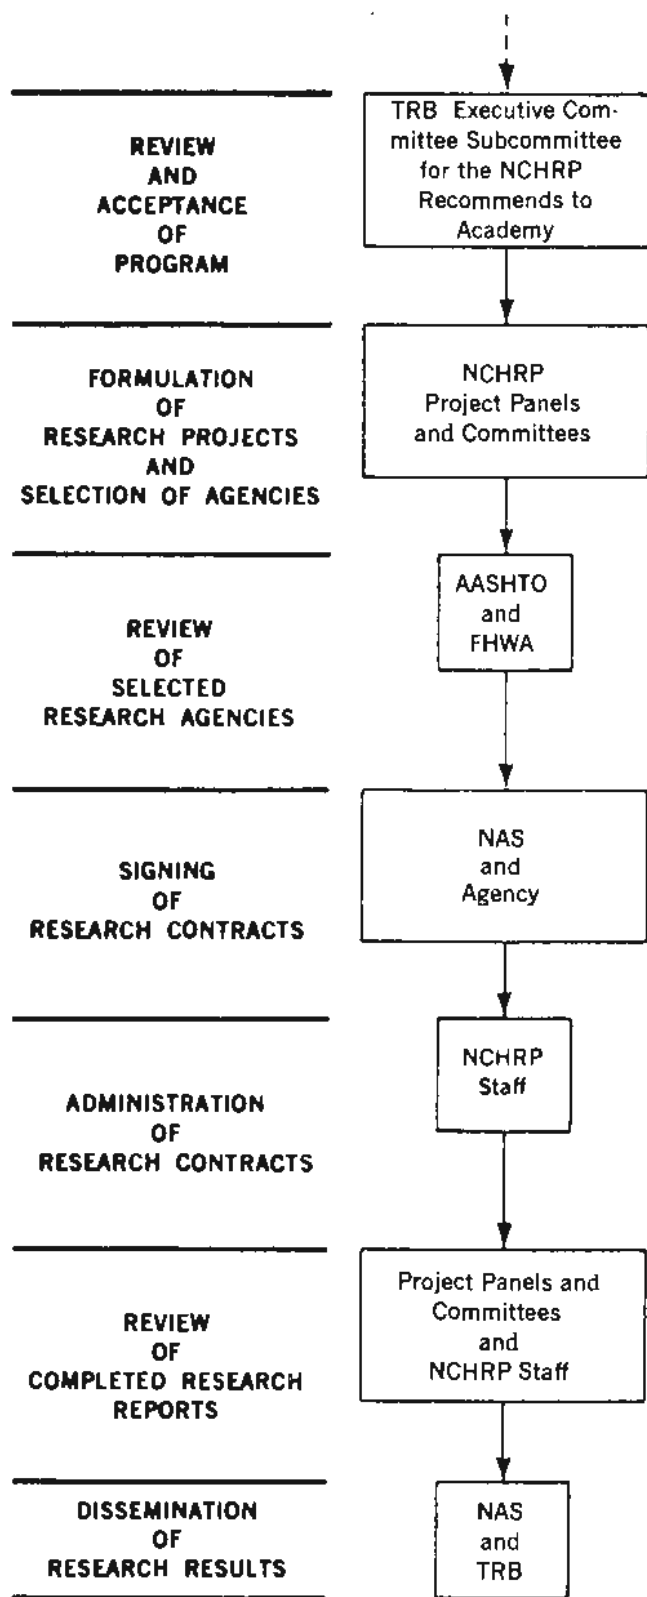 REVIEW
AND
ACCEPTANCE
OF
PROGRAM
TRB Executive Com-
mittee Subcommittee
for the NCHRP
Recommends to
Academy
FORMULATION
OF
RESEARCH PROJECTS
AND
SELECTION OF AGENCIES
NCHRP
Project Panels
and Committees
REVIEW
OF
SELECTED
RESEARCH AGENCIES
AASHTO
and
FHWA
SIGNING
OF
RESEARCH CONTRACTS
NAS
and
Agency
ADMINISTRATION
OF
RESEARCH CONTRACTS
NCHRP
Staff
REVIEW
OF
COMPLETED RESEARCH
REPORTS
Project Panels and
Committees
and
NCHRP Staff
DISSEMINATION
OF
RESEARCH RESULTS
NAS
and
TRB